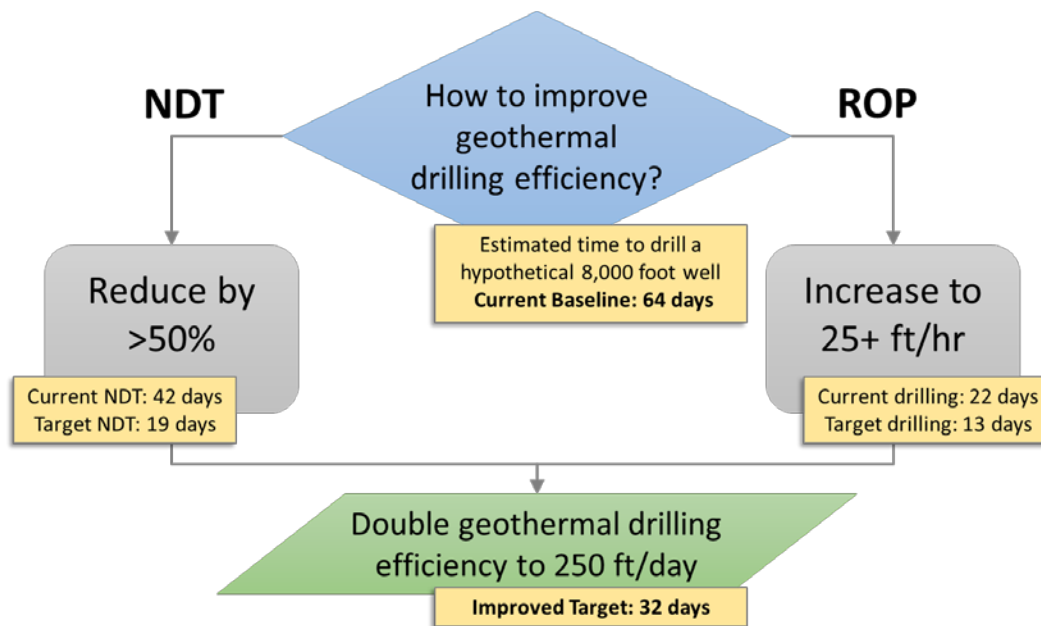 NDT
How to improve
geothermal
drilling efficiency?
ROP
Estimated time to drill a
hypothetical 8,000 foot well
Current Baseline: 64 days
Reduce by
>50%
Current NDT: 42 days
Target NDT: 19 days
Increase to
25+ ft/hr
Current drilling: 22 days
Target drilling: 13 days
Double geothermal drilling
efficiency to 250 ft/day
Improved Target: 32 days